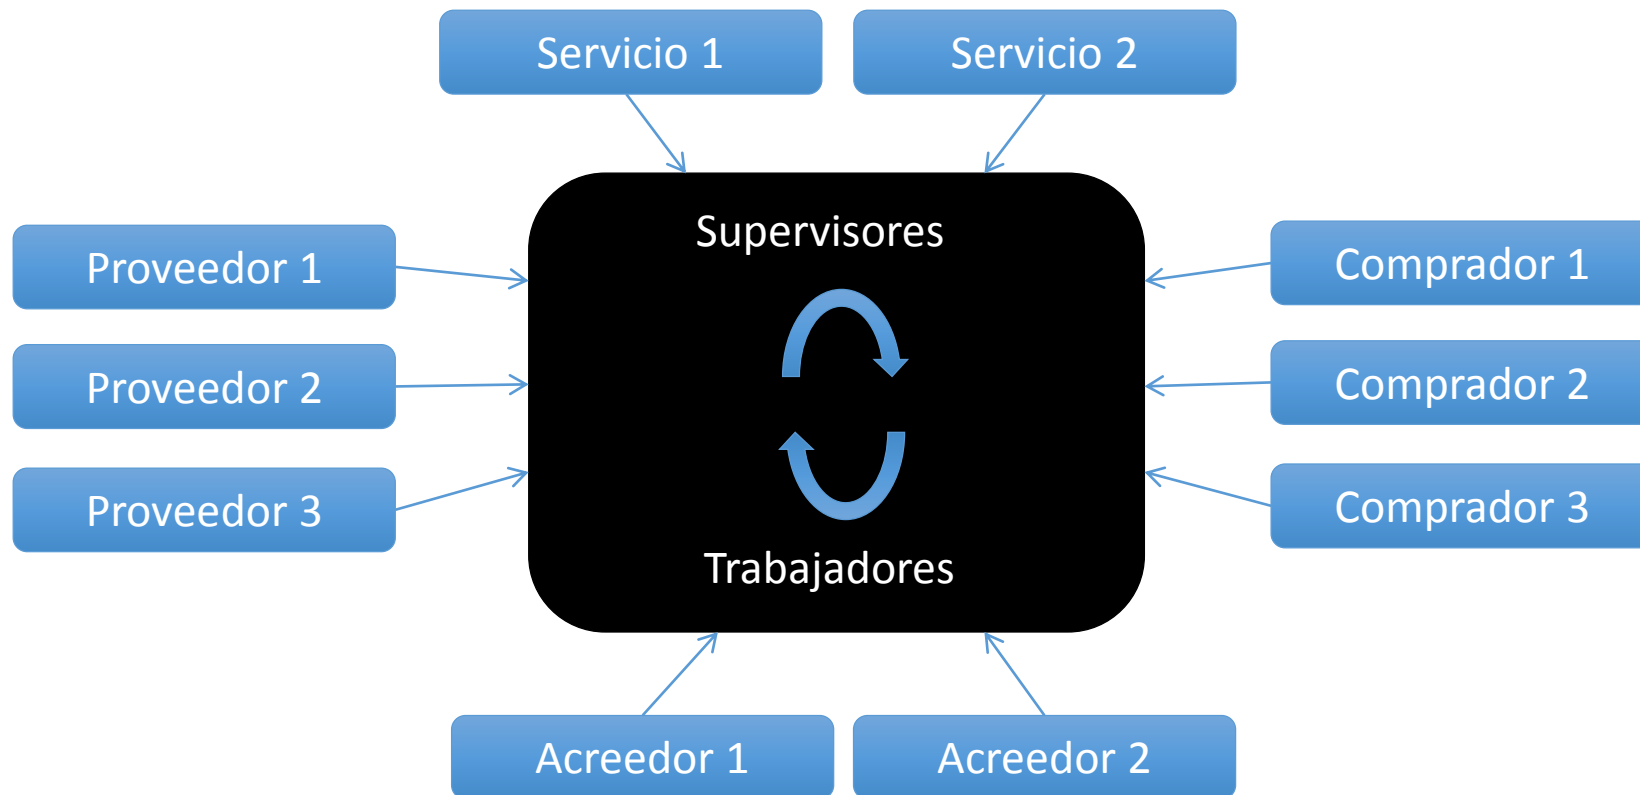 Servicio 1
Servicio 2
Supervisores
Proveedor 1
Proveedor 2
Proveedor 3
Comprador 1
Comprador 2
Comprador 3
Trabajadores
Acreedor 1
Acreedor 2